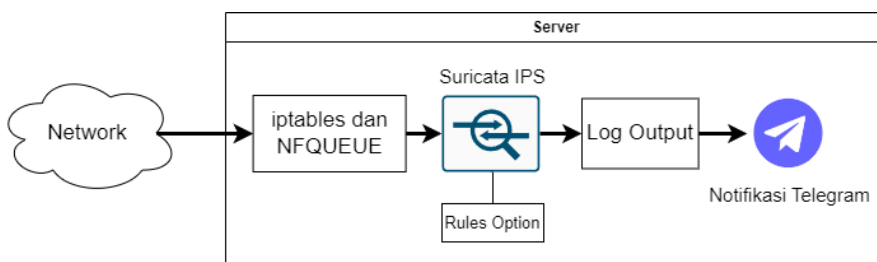 Server
Suricata IPS
Network
iptables dan
NFQUEUE
Log Output
Rules Option
Notifikasi Telegram